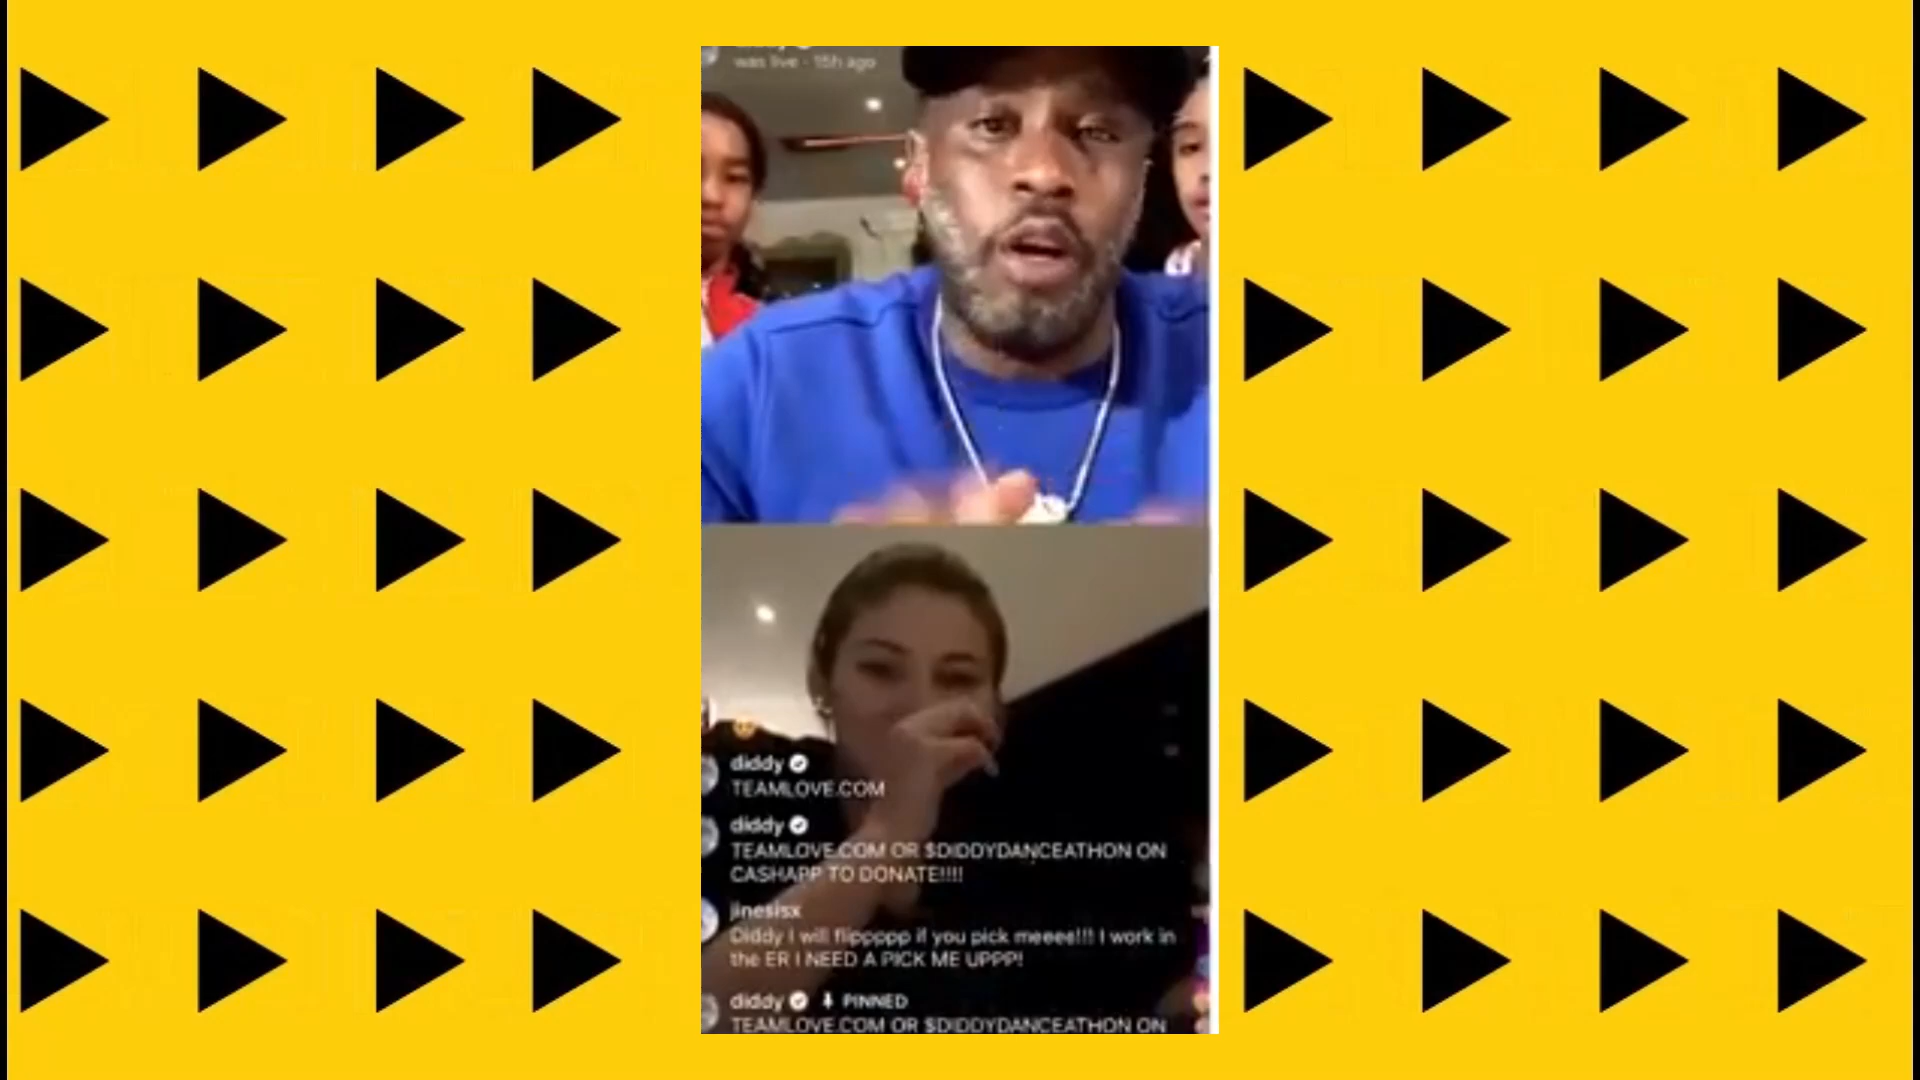 was live · 15h ago
diddy
TEAMLOVE.COM
diddy
TEAMLOVE.COM OR $DIDDYDANCEATHON ON
CASHAPP TO DONATE!!!!
jinesisx
Diddy I will flippppp if you pick meeee!!! I work in
the ER I NEED A PICK ME UPPP!
diddy PINNED
TEAMLOVE.COM OR $DIDDYDANCEATHON ON